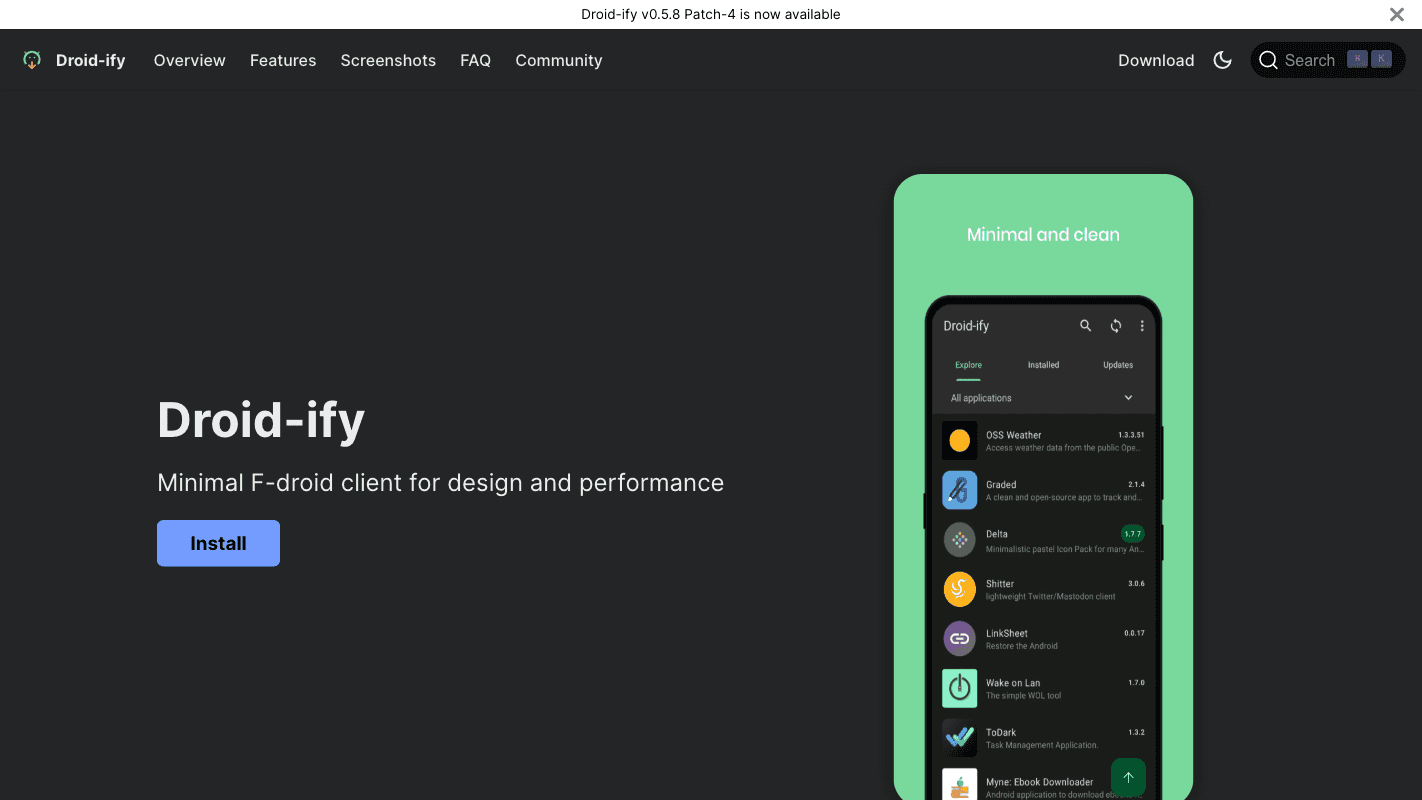 Droid-ify v0.5.8 Patch-4 is now available
Droid-ify Overview Features Screenshots FAQ Community Download Search ⌘ K
Minimal and clean
Droid-ify
Explore Installed Updates
All applications
OSS Weather 1.3.3.51
Access weather data from the public Ope...
Graded 2.1.4
A clean and open-source app to track and...
Delta 1.7.7
Minimalistic pastel Icon Pack for many An...
Shitter 3.0.6
lightweight Twitter/Mastodon client
LinkSheet 0.0.17
Restore the Android
Wake on Lan 1.7.0
The simple WOL tool
ToDark 1.3.2
Task Management Application.
Myne: Ebook Downloader
Android application to download
Droid-ify
Minimal F-droid client for design and performance
Install